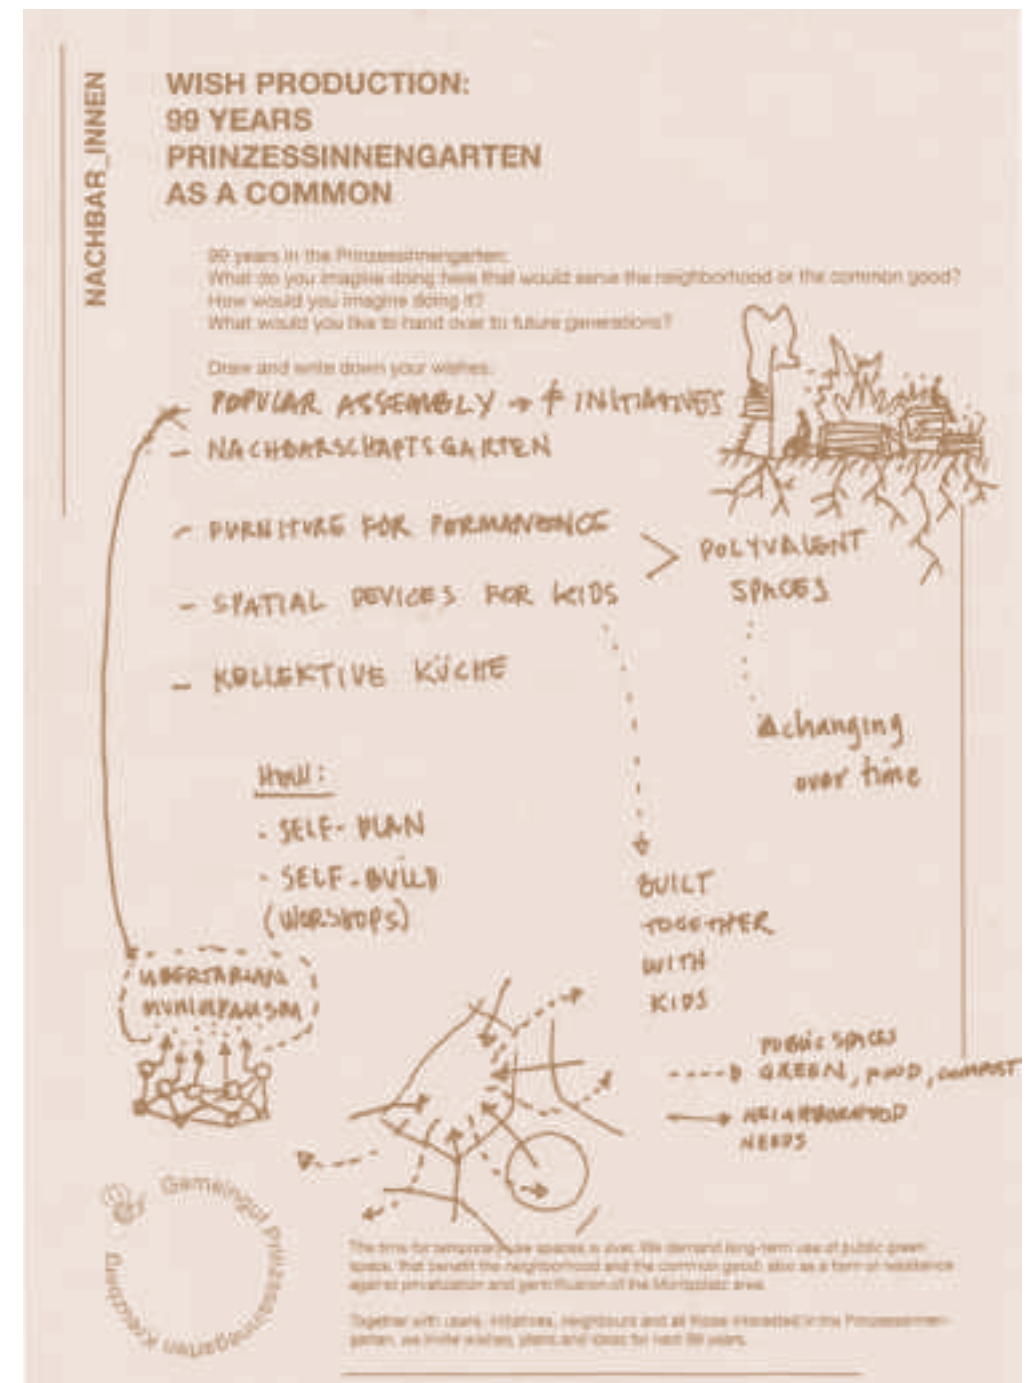 NACHBAR_INNEN
WISH PRODUCTION:
99 YEARS
PRINZESSINNENGARTEN
AS A COMMON
99 years in the Prinzessinnengarten:
What do you imagine doing here that would serve the neighborhood or the common good?
How would you imagine doing it?
What would you like to hand over to future generations?
Draw and write down your wishes:
POPULAR ASSEMBLY → INITIATIVES
- NACHBARSCHAFTSGARTEN
- FURNITURE FOR PERMANENCE
> POLYVALENT
SPACES
- SPATIAL DEVICES FOR KIDS
- KOLLEKTIVE KÜCHE
changing
over time
HOW:
- SELF-PLAN
- SELF-BUILD
(WORSHOPS)
BUILT
TOGETHER
WITH
KIDS
LIBERTARIAN
MUNICIPALISM
PUBLIC SPACES
GREEN, FOOD, COMPOST
NEIGHBORHOOD
NEEDS
Gemeingut Prinzessinnengarten Kreuzberg
The time for temporary use spaces is over. We demand long-term use of public green
space, that benefit the neighborhood and the common good, also as a form of resistance
against privatization and gentrification of the Moritzplatz area.
Together with users, initiatives, neighbours and all those interested in the Prinzessinnen-
garten, we invite wishes, plans and ideas for next 99 years.